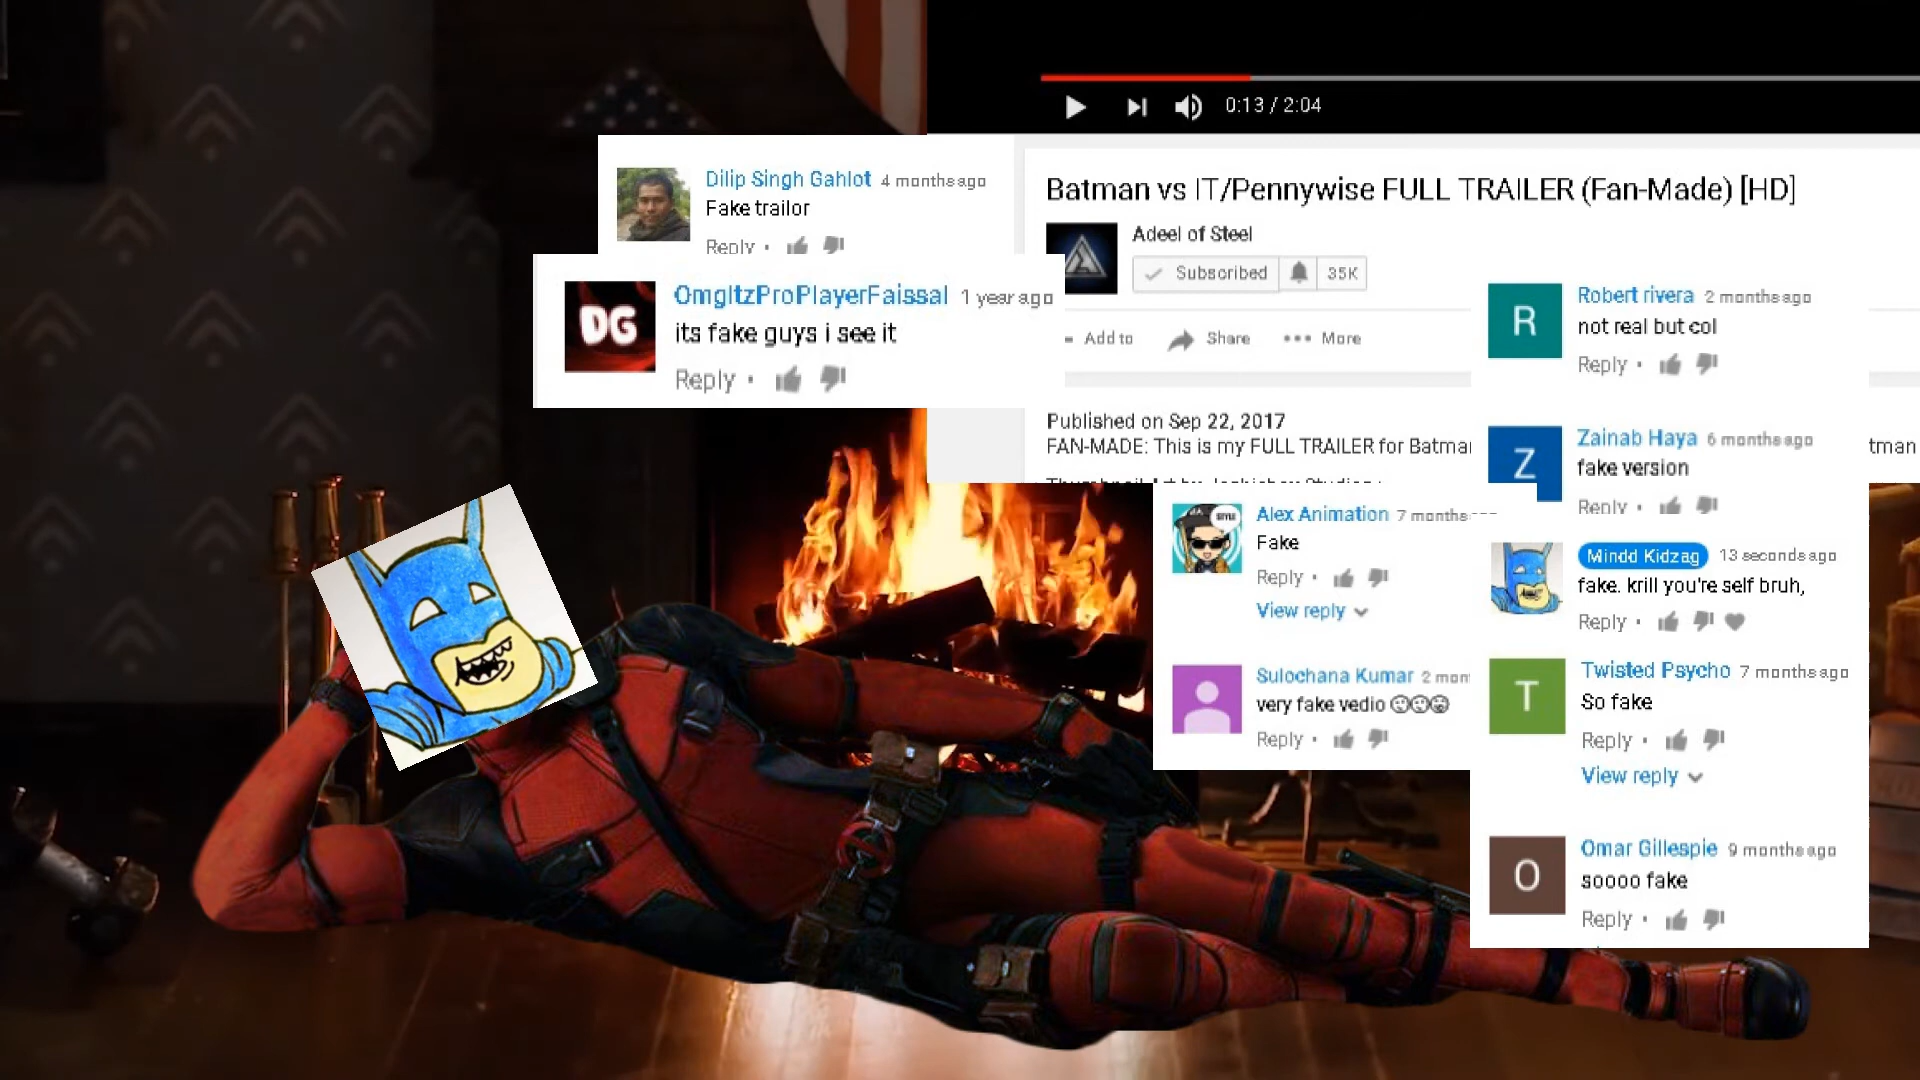 0:13 / 2:04
Batman vs IT/Pennywise FULL TRAILER (Fan-Made) [HD]
Adeel of Steel
Subscribed 35K
Add to Share More
Published on Sep 22, 2017
FAN-MADE: This is my FULL TRAILER for Batma
tman
Dilip Singh Gahlot 4 months ago
Fake trailor
Reply
DG
OmgItzProPlayerFaissal 1 year ago
its fake guys i see it
Reply
R
Robert rivera 2 months ago
not real but col
Reply
Z
Zainab Haya 6 months ago
fake version
Reply
STYLE
Alex Animation 7 months
Fake
Reply
View reply
Sulochana Kumar 2 mon
very fake vedio
Reply
Mindd Kidzag 13 seconds ago
fake. krill you're self bruh,
Reply
T
Twisted Psycho 7 months ago
So fake
Reply
View reply
O
Omar Gillespie 9 months ago
soooo fake
Reply